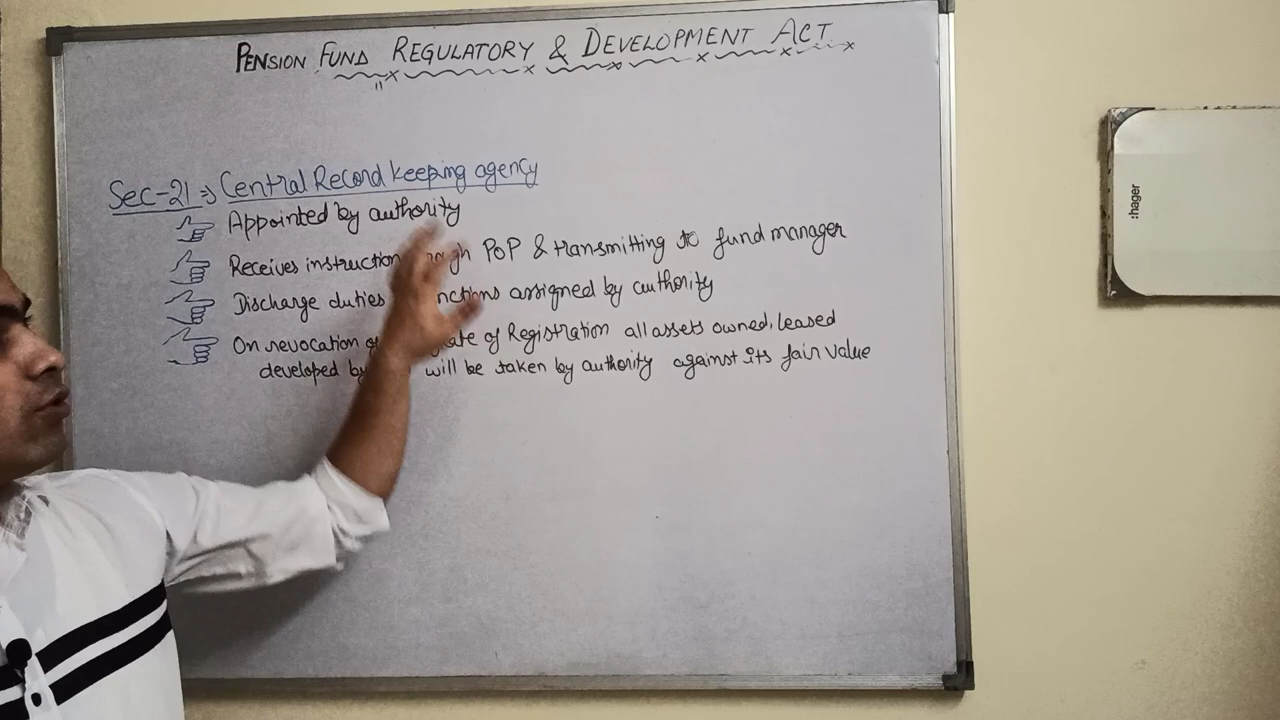 PENSION FUND REGULATORY & DEVELOPMENT ACT
Sec-21 ⇒ Central Record keeping agency
Appointed by authority
Receives instruction PoP & transmitting to fund manager
Discharge duties assigned by authority
On revocation of Registration all assets owned, leased
developed by will be taken by authority against its fair value
:hager